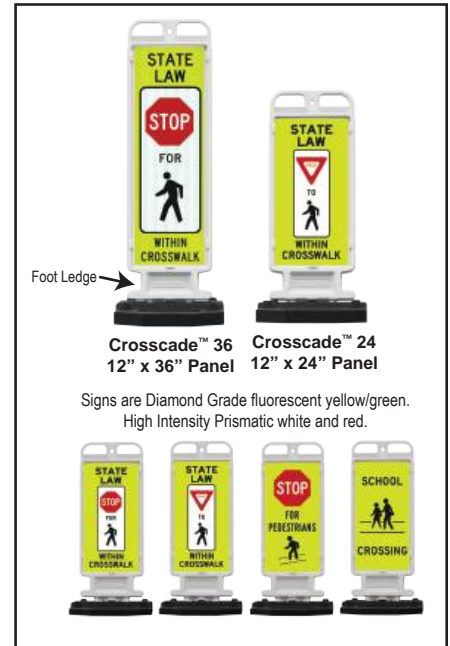 STATE
LAW
STOP
FOR
WITHIN
CROSSWALK
STATE
LAW
TO
WITHIN
CROSSWALK
Foot Ledge
Crosscade™ 36
12” x 36” Panel
Crosscade™ 24
12” x 24” Panel
Signs are Diamond Grade fluorescent yellow/green.
High Intensity Prismatic white and red.
STATE
LAW
STOP
FOR
WITHIN
CROSSWALK
STATE
LAW
TO
WITHIN
CROSSWALK
STOP
FOR
PEDESTRIANS
SCHOOL
CROSSING